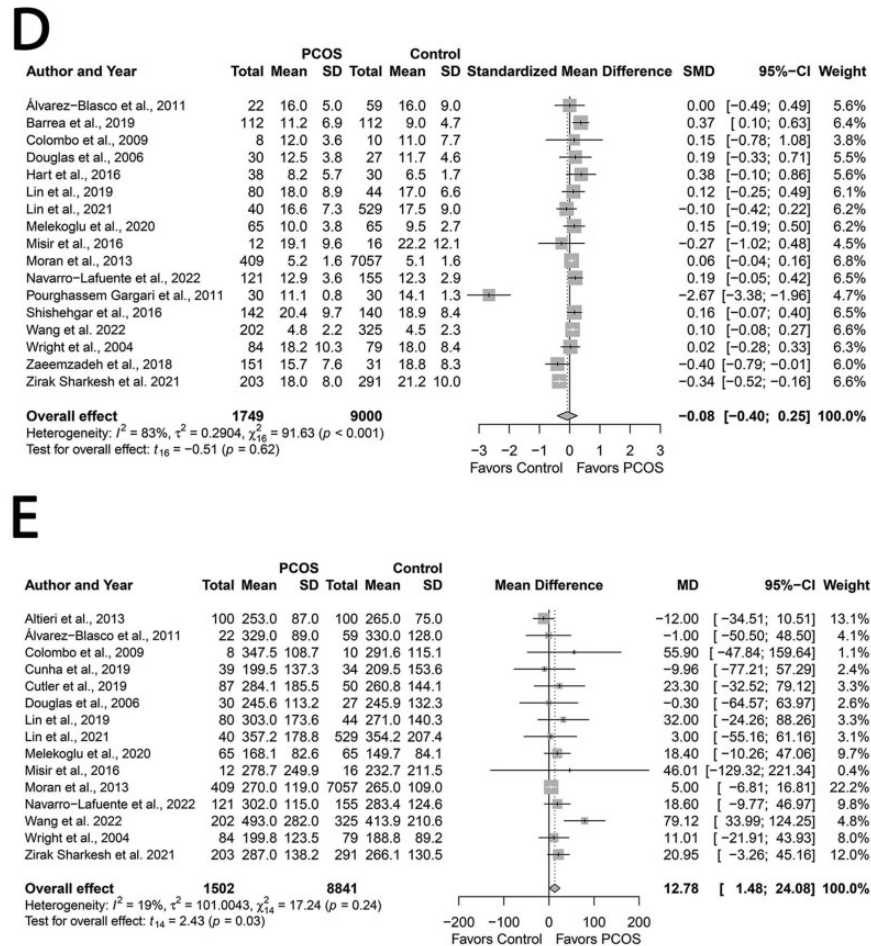 D
PCOS Control
Author and Year Total Mean SD Total Mean SD Standardized Mean Difference SMD 95%−CI Weight
Álvarez−Blasco et al., 2011 22 16.0 5.0 59 16.0 9.0 0.00 [−0.49; 0.49] 5.6%
Barrea et al., 2019 112 11.2 6.9 112 9.0 4.7 0.37 [ 0.10; 0.63] 6.4%
Colombo et al., 2009 8 12.0 3.6 10 11.0 7.7 0.15 [−0.78; 1.08] 3.8%
Douglas et al., 2006 30 12.5 3.8 27 11.7 4.6 0.19 [−0.33; 0.71] 5.5%
Hart et al., 2016 38 8.2 5.7 30 6.5 1.7 0.38 [−0.10; 0.86] 5.7%
Lin et al., 2019 80 18.0 8.9 44 17.0 6.6 0.12 [−0.25; 0.49] 6.1%
Lin et al., 2021 40 16.6 7.3 529 17.5 9.0 −0.10 [−0.42; 0.22] 6.2%
Melekoglu et al., 2020 65 10.0 3.8 65 9.5 2.7 0.15 [−0.19; 0.50] 6.2%
Misir et al., 2016 12 19.1 9.6 16 22.2 12.1 −0.27 [−1.02; 0.48] 4.5%
Moran et al., 2013 409 5.2 1.6 7057 5.1 1.6 0.06 [−0.04; 0.16] 6.7%
Navarro−Lafuente et al., 2022 121 12.9 3.6 155 12.3 2.9 0.19 [−0.05; 0.42] 6.5%
Pourghassem Gargari et al., 2011 30 11.1 0.8 30 14.1 1.3 −2.67 [−3.38; −1.96] 4.7%
Shishehgar et al., 2016 142 20.4 9.7 140 18.9 8.4 0.16 [−0.07; 0.40] 6.5%
Wang et al. 2022 202 4.8 2.2 325 4.5 2.3 0.10 [−0.08; 0.27] 6.6%
Wright et al., 2004 84 18.2 10.3 79 18.0 8.4 0.02 [−0.28; 0.33] 6.3%
Zaeemzadeh et al., 2018 151 15.7 7.6 31 18.8 8.3 −0.40 [−0.79; −0.01] 6.0%
Zirak Sharkesh et al. 2021 203 18.0 8.0 291 21.2 10.0 −0.34 [−0.52; −0.16] 6.6%
Overall effect 1749 9000 −0.08 [−0.40; 0.25] 100.0%
Heterogeneity: I² = 83%, τ² = 0.2904, χ²₁₆ = 91.63 (p < 0.001)
Test for overall effect: t₁₆ = −0.51 (p = 0.62)
−3 −2 −1 0 1 2 3
Favors Control Favors PCOS
E
PCOS Control
Author and Year Total Mean SD Total Mean SD Mean Difference MD 95%−CI Weight
Altieri et al., 2013 100 253.0 87.0 100 265.0 75.0 −12.00 [ −34.51; 10.51] 13.1%
Álvarez−Blasco et al., 2011 22 329.0 89.0 59 330.0 128.0 −1.00 [ −50.50; 48.50] 4.1%
Colombo et al., 2009 8 347.5 108.7 10 291.6 115.1 55.90 [ −47.84; 159.64] 1.1%
Cunha et al., 2019 39 199.5 137.3 34 209.5 153.6 −9.96 [ −77.21; 57.29] 2.4%
Cutler et al., 2019 87 284.1 185.5 50 260.8 144.1 23.30 [ −32.52; 79.12] 3.3%
Douglas et al., 2006 30 245.6 113.2 27 245.9 132.3 −0.30 [ −64.57; 63.97] 2.6%
Lin et al., 2019 80 303.0 173.6 44 271.0 140.3 32.00 [ −24.26; 88.26] 3.3%
Lin et al., 2021 40 357.2 178.8 529 354.2 207.4 3.00 [ −55.16; 61.16] 3.1%
Melekoglu et al., 2020 65 168.1 82.6 65 149.7 84.1 18.40 [ −10.26; 47.06] 9.7%
Misir et al., 2016 12 278.7 249.9 16 232.7 211.5 46.01 [−129.32; 221.34] 0.4%
Moran et al., 2013 409 270.0 119.0 7057 265.0 109.0 5.00 [ −6.81; 16.81] 22.2%
Navarro−Lafuente et al., 2022 121 302.0 115.0 155 283.4 124.6 18.60 [ −9.77; 46.97] 9.8%
Wang et al. 2022 202 493.0 282.0 325 413.9 210.6 79.12 [ 33.99; 124.25] 4.8%
Wright et al., 2004 84 199.8 123.5 79 188.8 89.2 11.01 [ −21.91; 43.93] 8.0%
Zirak Sharkesh et al. 2021 203 287.0 138.2 291 266.1 130.5 20.95 [ −3.26; 45.16] 12.0%
Overall effect 1502 8841 12.78 [ 1.48; 24.08] 100.0%
Heterogeneity: I² = 19%, τ² = 101.0043, χ²₁₄ = 17.24 (p = 0.24)
Test for overall effect: t₁₄ = 2.43 (p = 0.03)
−200 −100 0 100 200
Favors Control Favors PCOS